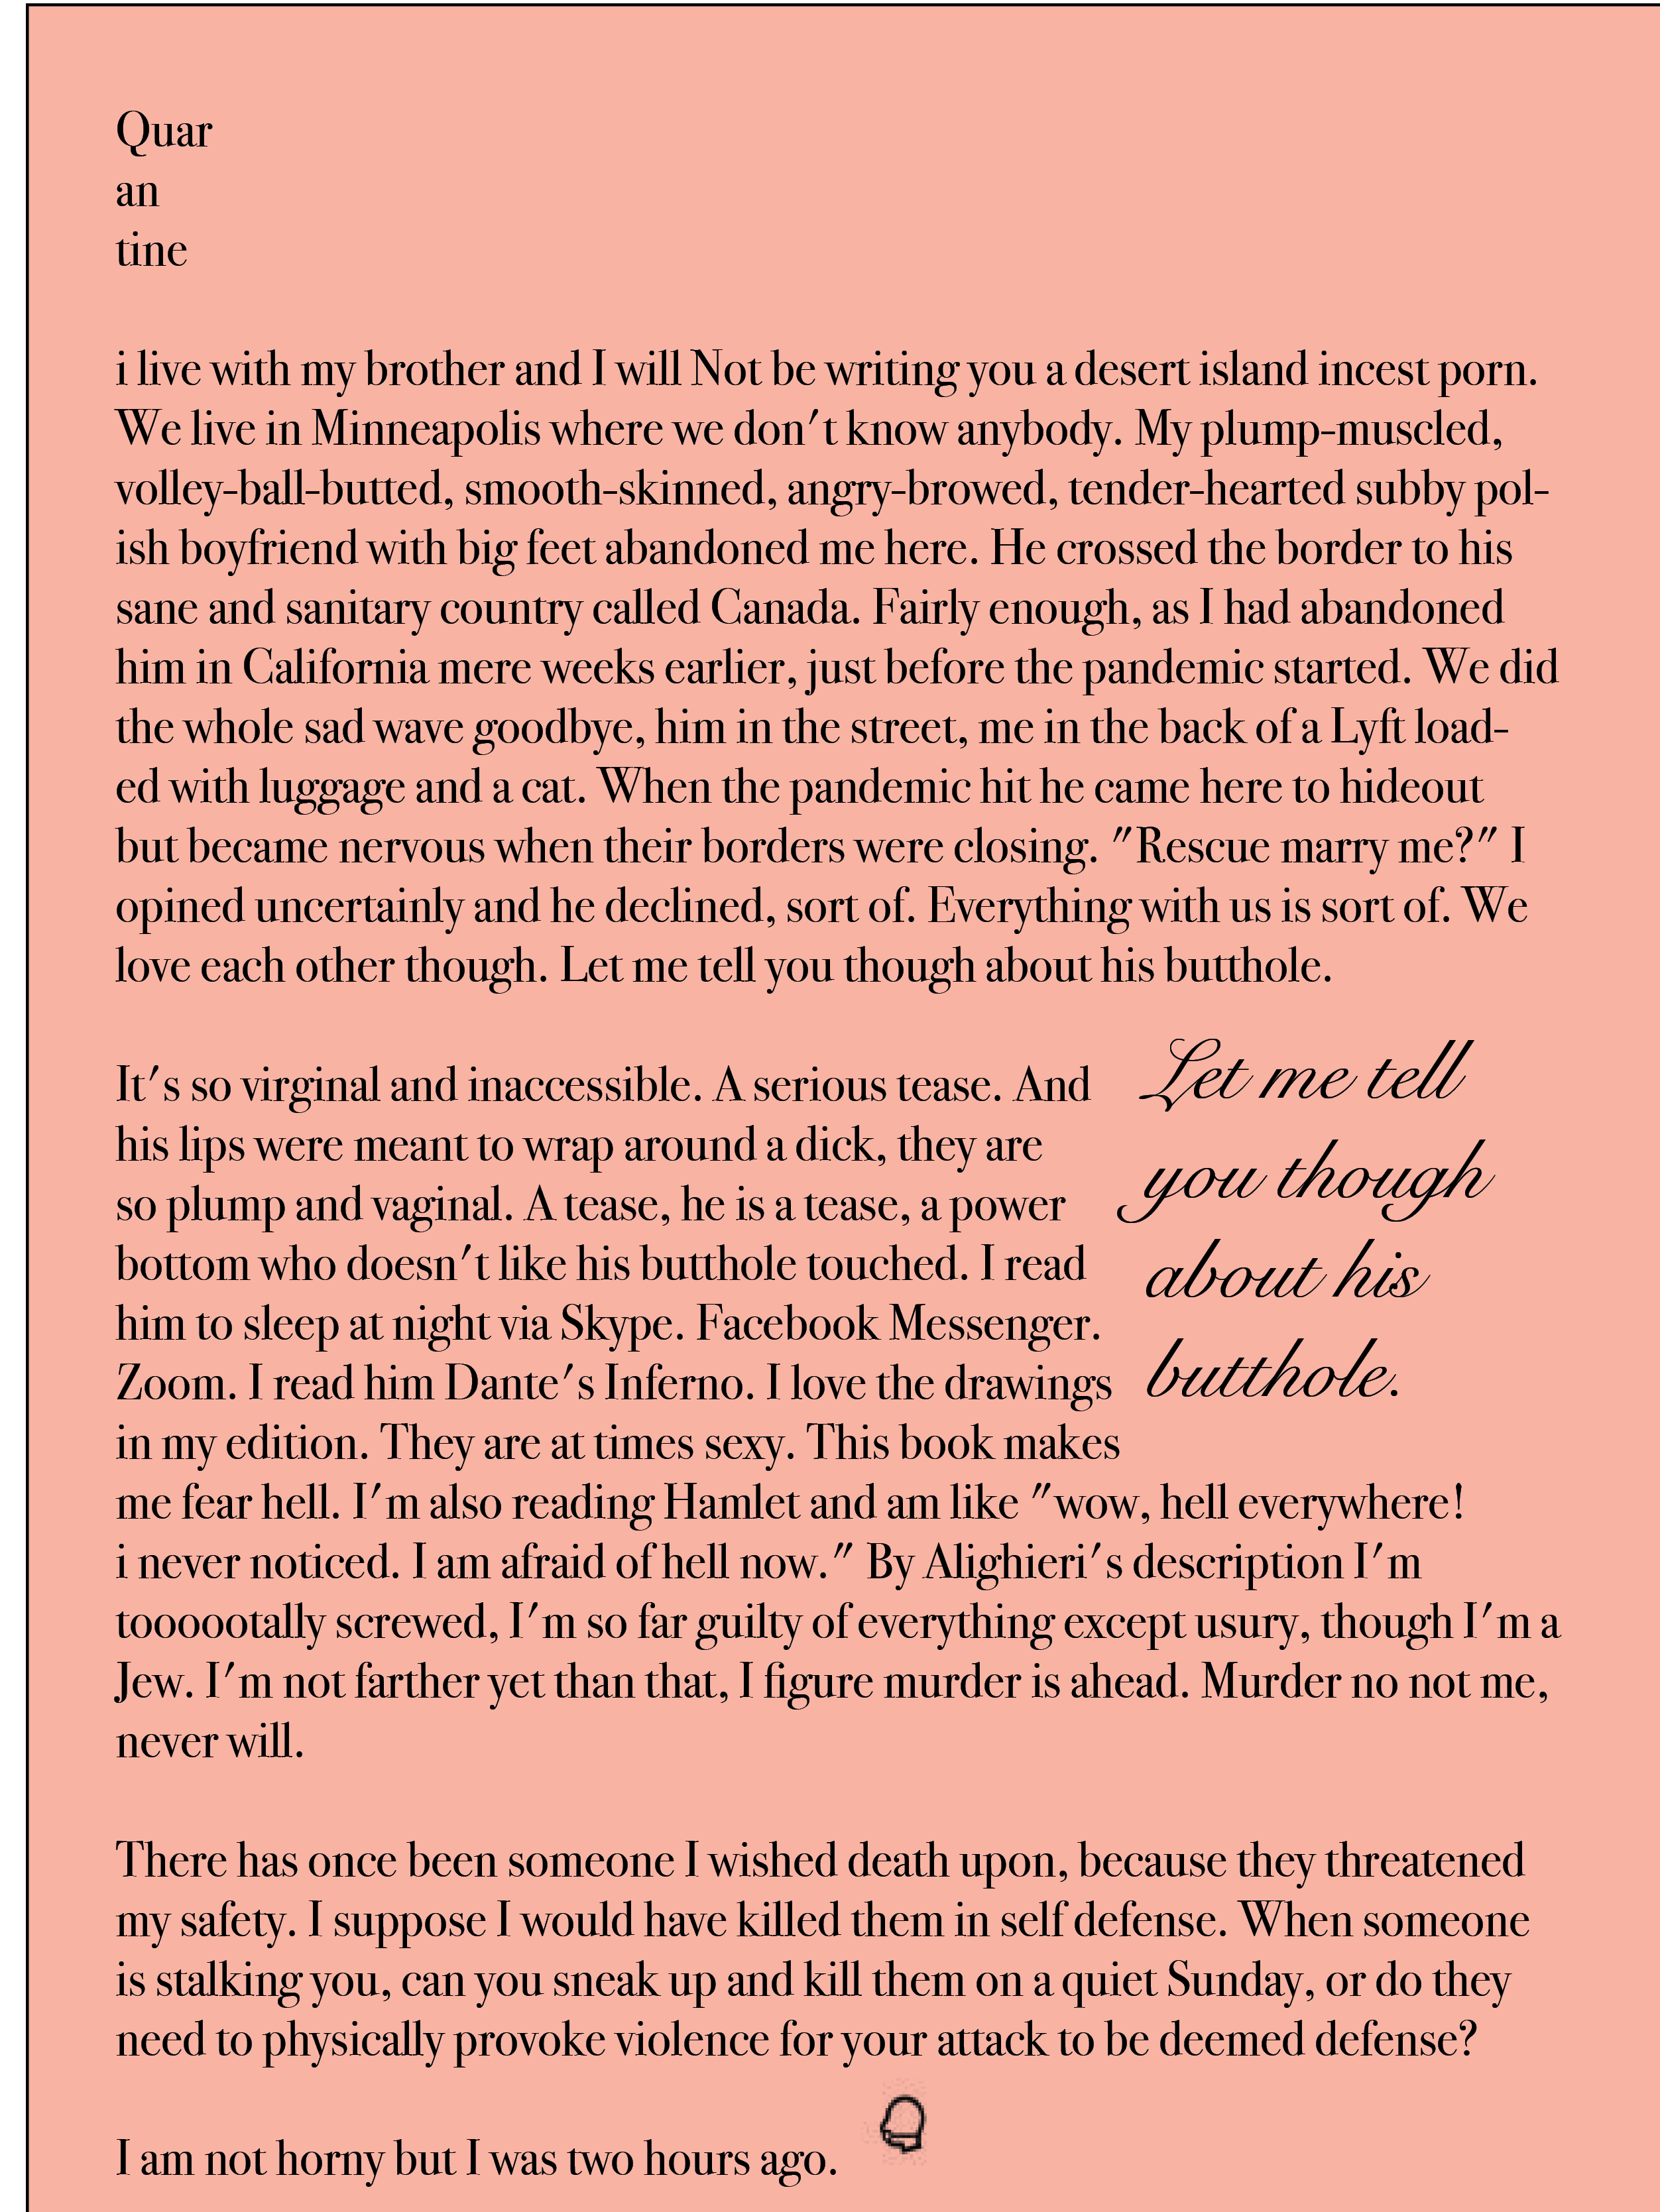 Quar
an
tine
i live with my brother and I will Not be writing you a desert island incest porn.
We live in Minneapolis where we don't know anybody. My plump-muscled,
volley-ball-butted, smooth-skinned, angry-browed, tender-hearted subby pol-
ish boyfriend with big feet abandoned me here. He crossed the border to his
sane and sanitary country called Canada. Fairly enough, as I had abandoned
him in California mere weeks earlier, just before the pandemic started. We did
the whole sad wave goodbye, him in the street, me in the back of a Lyft load-
ed with luggage and a cat. When the pandemic hit he came here to hideout
but became nervous when their borders were closing. "Rescue marry me?" I
opined uncertainly and he declined, sort of. Everything with us is sort of. We
love each other though. Let me tell you though about his butthole.
It's so virginal and inaccessible. A serious tease. And
his lips were meant to wrap around a dick, they are
so plump and vaginal. A tease, he is a tease, a power
bottom who doesn't like his butthole touched. I read
him to sleep at night via Skype. Facebook Messenger.
Zoom. I read him Dante's Inferno. I love the drawings
in my edition. They are at times sexy. This book makes
me fear hell. I'm also reading Hamlet and am like "wow, hell everywhere!
i never noticed. I am afraid of hell now." By Alighieri's description I'm
toooootally screwed, I'm so far guilty of everything except usury, though I'm a
Jew. I'm not farther yet than that, I figure murder is ahead. Murder no not me,
never will.
Let me tell
you though
about his
butthole.
There has once been someone I wished death upon, because they threatened
my safety. I suppose I would have killed them in self defense. When someone
is stalking you, can you sneak up and kill them on a quiet Sunday, or do they
need to physically provoke violence for your attack to be deemed defense?
I am not horny but I was two hours ago.